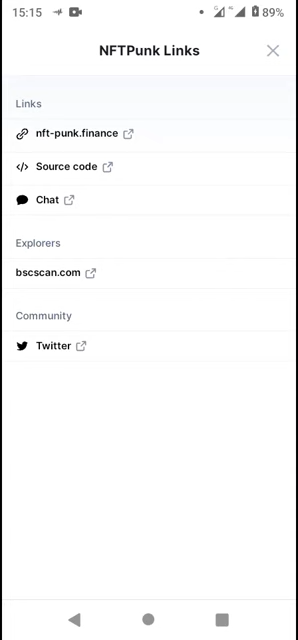 15:15
89%
NFTPunk Links
Links
nft-punk.finance
Source code
Chat
Explorers
bscscan.com
Community
Twitter